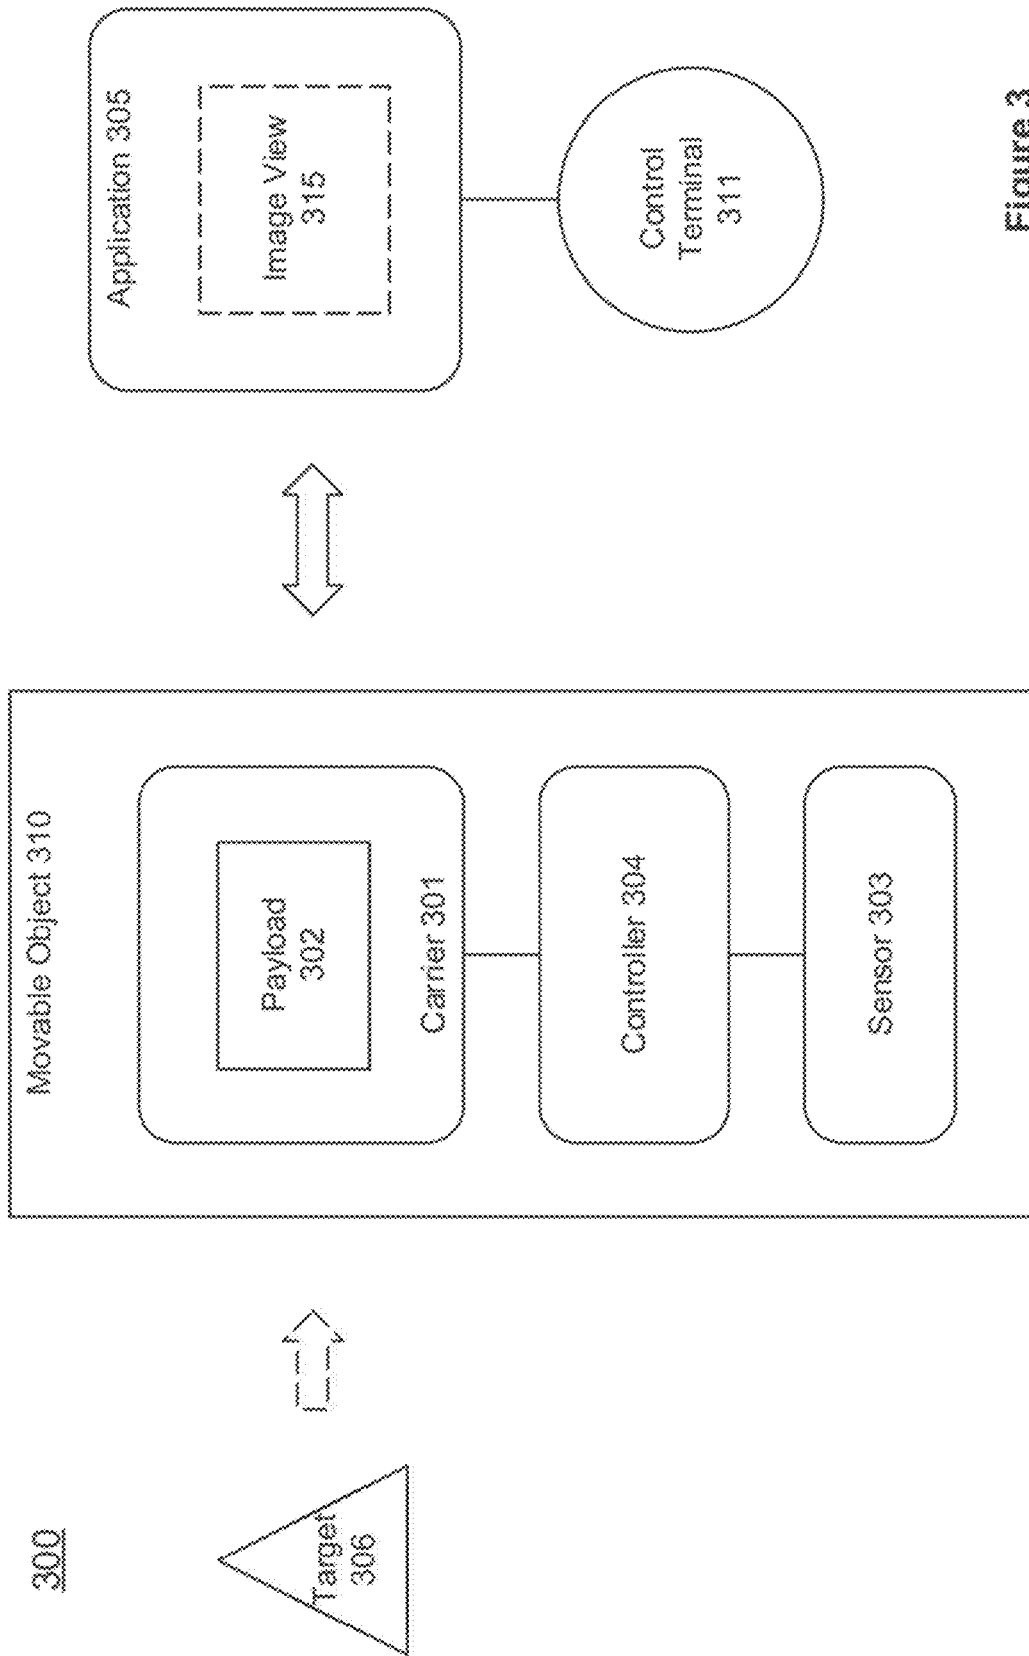 300
Target
306
Movable Object 310
Payload
302
Carrier 301
Controller 304
Sensor 303
Application 305
Image View
315
Control
Terminal
311
Figure 3